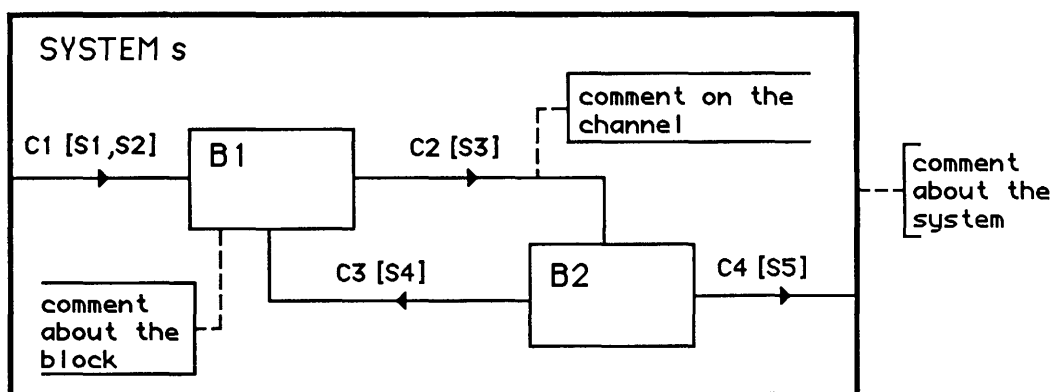 SYSTEM s
comment on the
channel
C1 [S1,S2]
B1
C2 [S3]
comment
about the
system
C3 [S4]
B2
C4 [S5]
comment
about the
block